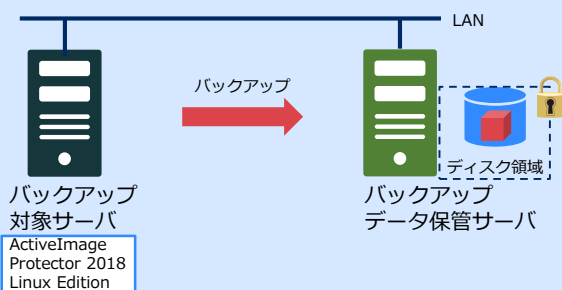 LAN
バックアップ
ディスク領域
バックアップ
対象サーバ
バックアップ
データ保管サーバ
ActiveImage
Protector 2018
Linux Edition